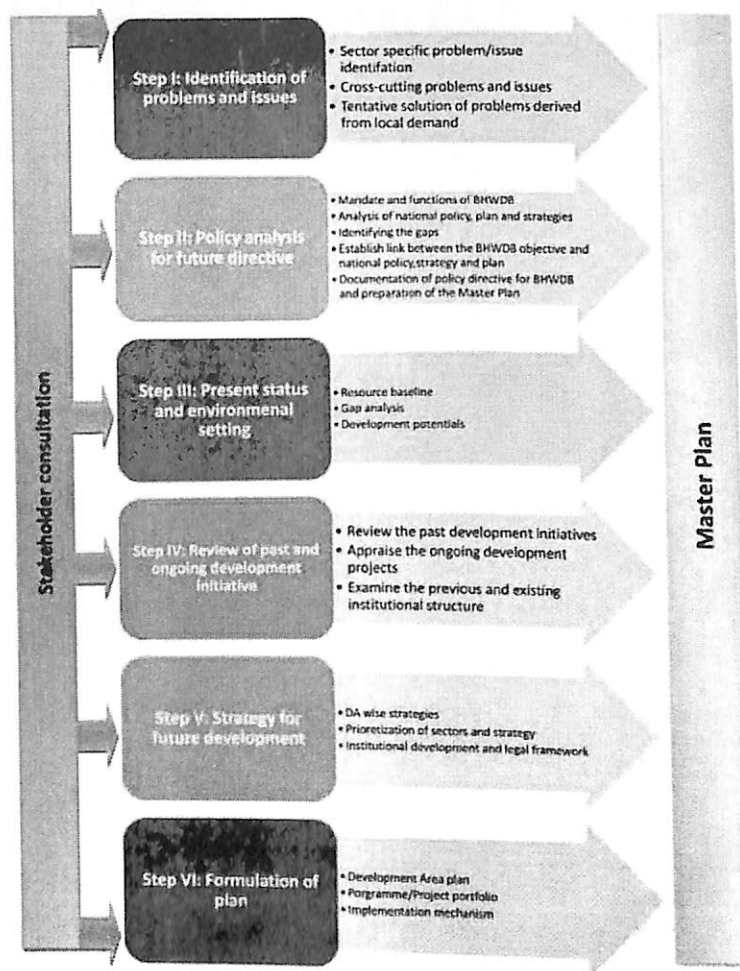 Stakeholder consultation
Step I: Identification of
problems and issues
• Sector specific problem/issue
identifation
• Cross-cutting problems and issues
• Tentative solution of problems derived
from local demand
Step II: Policy analysis
for future directive
• Mandate and functions of BHWDB
• Analysis of national policy, plan and strategies
• Identifying the gaps
• Establish link between the BHWDB objective and
national policy,strategy and plan
• Documentation of policy directive for BHWDB
and preparation of the Master Plan
Step III: Present status
and environmenal
setting
• Resource baseline
• Gap analysis
• Development potentials
Step IV: Review of past and
ongoing development
initiative
• Review the past development initiatives
• Appraise the ongoing development
projects
• Examine the previous and existing
institutional structure
Step V: Strategy for
future development
• DA wise strategies
• Prioretization of sectors and strategy
• Institutional development and legal framework
Step VI: Formulation of
plan
• Development Area plan
• Porgramme/Project portfolio
• Implementation mechanism
Master Plan